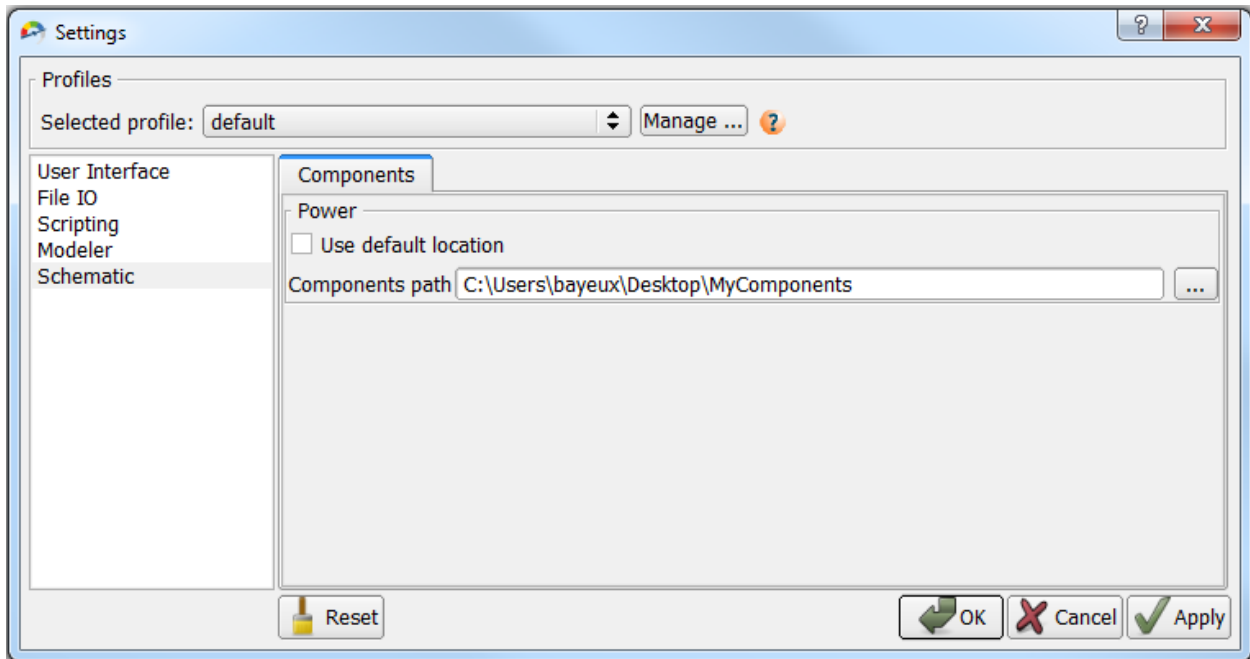 Settings
Profiles
Selected profile: default Manage ...
User Interface
File IO
Scripting
Modeler
Schematic
Components
Power
Use default location
Components path C:\Users\bayeux\Desktop\MyComponents ...
Reset OK Cancel Apply